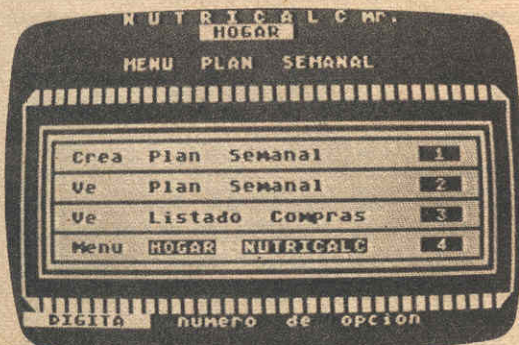 NUTRICALC mr.
HOGAR
MENU PLAN SEMANAL
Crea Plan Semanal 1
Ve Plan Semanal 2
Ve Listado Compras 3
Menu HOGAR NUTRICALC 4
DIGITA numero de opcion